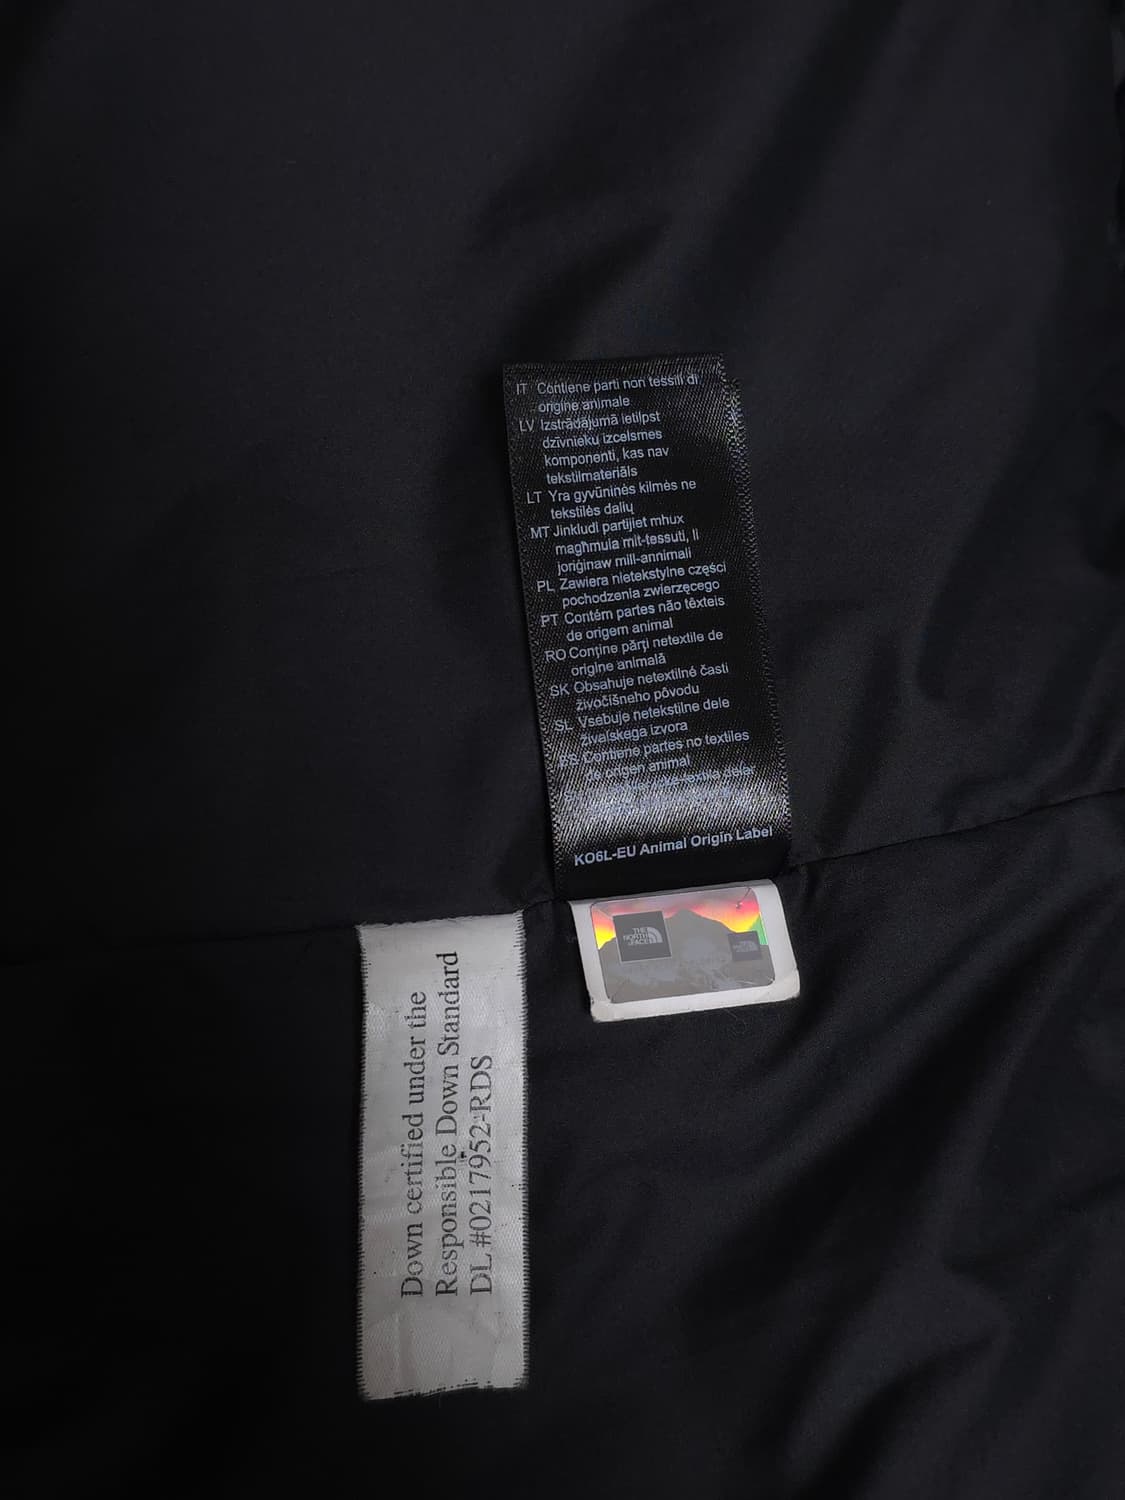 IT Contiene parti non tessili di
origine animale
LV Izstrādājumā ietilpst
dzīvnieku izcelsmes
komponenti, kas nav
tekstilmateriāls
LT Yra gyvūninės kilmės ne
tekstilės dalių
MT Jinkludi partijiet mhux
magħmula mit-tessuti, li
joriġinaw mill-annimali
PL Zawiera nietekstylne części
pochodzenia zwierzęcego
PT Contém partes não têxteis
de origem animal
RO Conţine părţi netextile de
origine animală
SK Obsahuje netextilné časti
živočíšneho pôvodu
SL Vsebuje netekstilne dele
živalskega izvora
Contiene partes no textiles
de origen animal
KO6L-EU Animal Origin Label
THE
NORTH
FACE
Down certified under the
Responsible Down Standard
DL #0217952-RDS